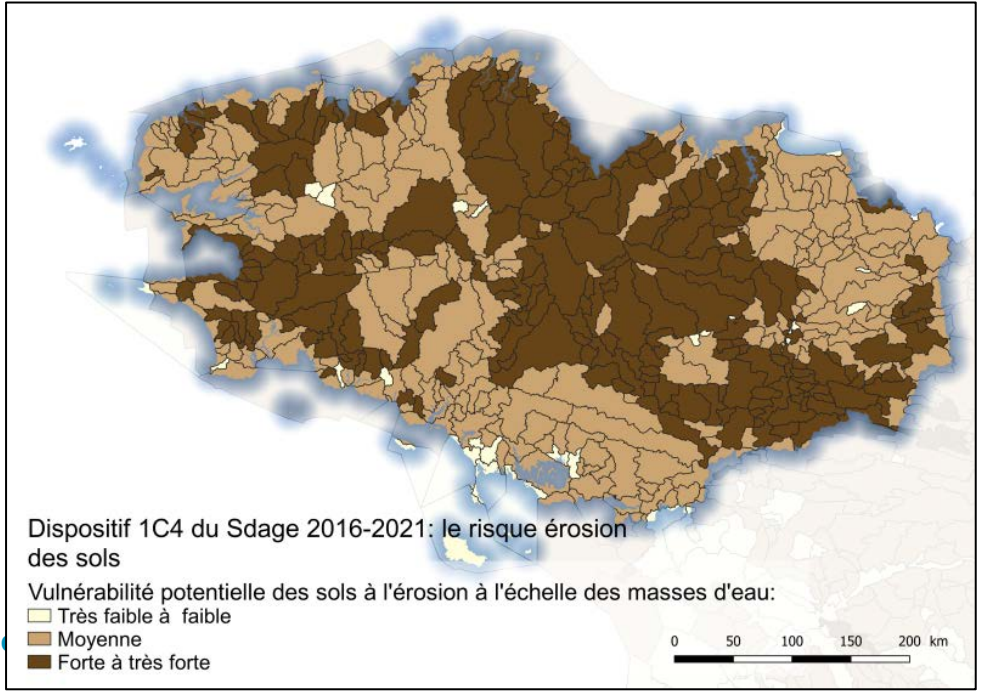 Dispositif 1C4 du Sdage 2016-2021: le risque érosion
des sols
Vulnérabilité potentielle des sols à l'érosion à l'échelle des masses d'eau:
Très faible à faible
Moyenne
Forte à très forte
0 50 100 150 200 km